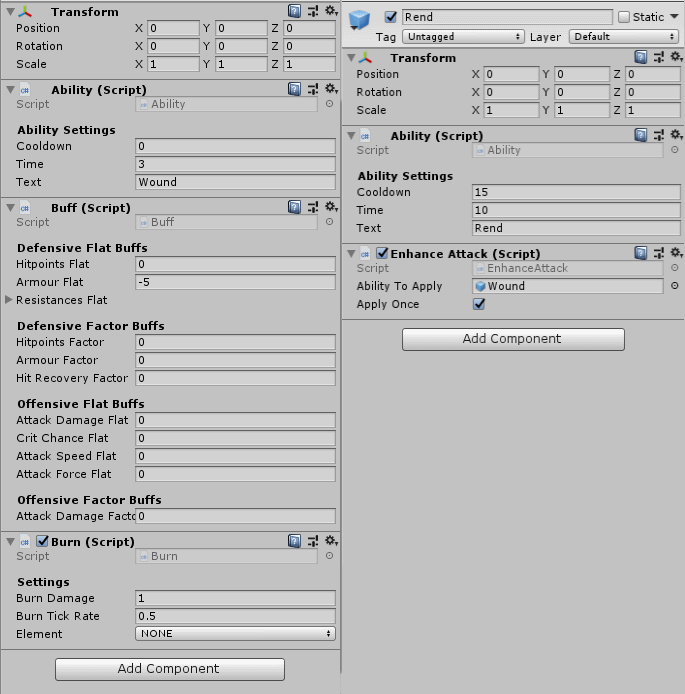 Transform
Position X 0 Y 0 Z 0
Rotation X 0 Y 0 Z 0
Scale X 1 Y 1 Z 1
Ability (Script)
Script Ability
Ability Settings
Cooldown 0
Time 3
Text Wound
Buff (Script)
Script Buff
Defensive Flat Buffs
Hitpoints Flat 0
Armour Flat -5
Resistances Flat
Defensive Factor Buffs
Hitpoints Factor 0
Armour Factor 0
Hit Recovery Factor 0
Offensive Flat Buffs
Attack Damage Flat 0
Crit Chance Flat 0
Attack Speed Flat 0
Attack Force Flat 0
Offensive Factor Buffs
Attack Damage Facto 0
Burn (Script)
Script Burn
Settings
Burn Damage 1
Burn Tick Rate 0.5
Element NONE
Add Component
Rend Static
Tag Untagged Layer Default
Transform
Position X 0 Y 0 Z 0
Rotation X 0 Y 0 Z 0
Scale X 1 Y 1 Z 1
Ability (Script)
Script Ability
Ability Settings
Cooldown 15
Time 10
Text Rend
Enhance Attack (Script)
Script EnhanceAttack
Ability To Apply Wound
Apply Once
Add Component